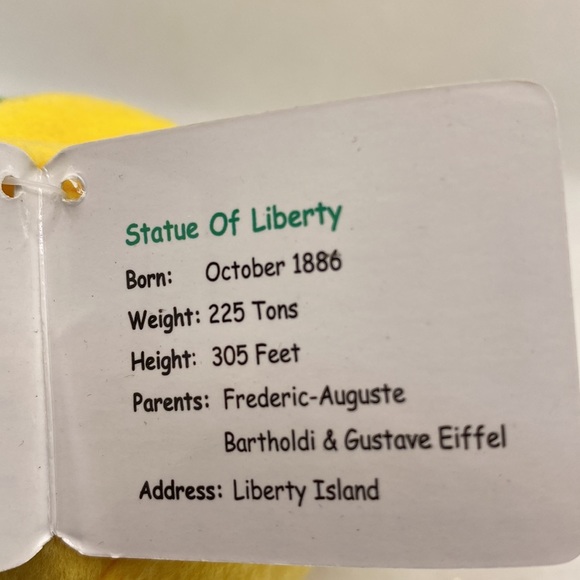 Statue Of Liberty
Born: October 1886
Weight: 225 Tons
Height: 305 Feet
Parents: Frederic-Auguste
Bartholdi & Gustave Eiffel
Address: Liberty Island